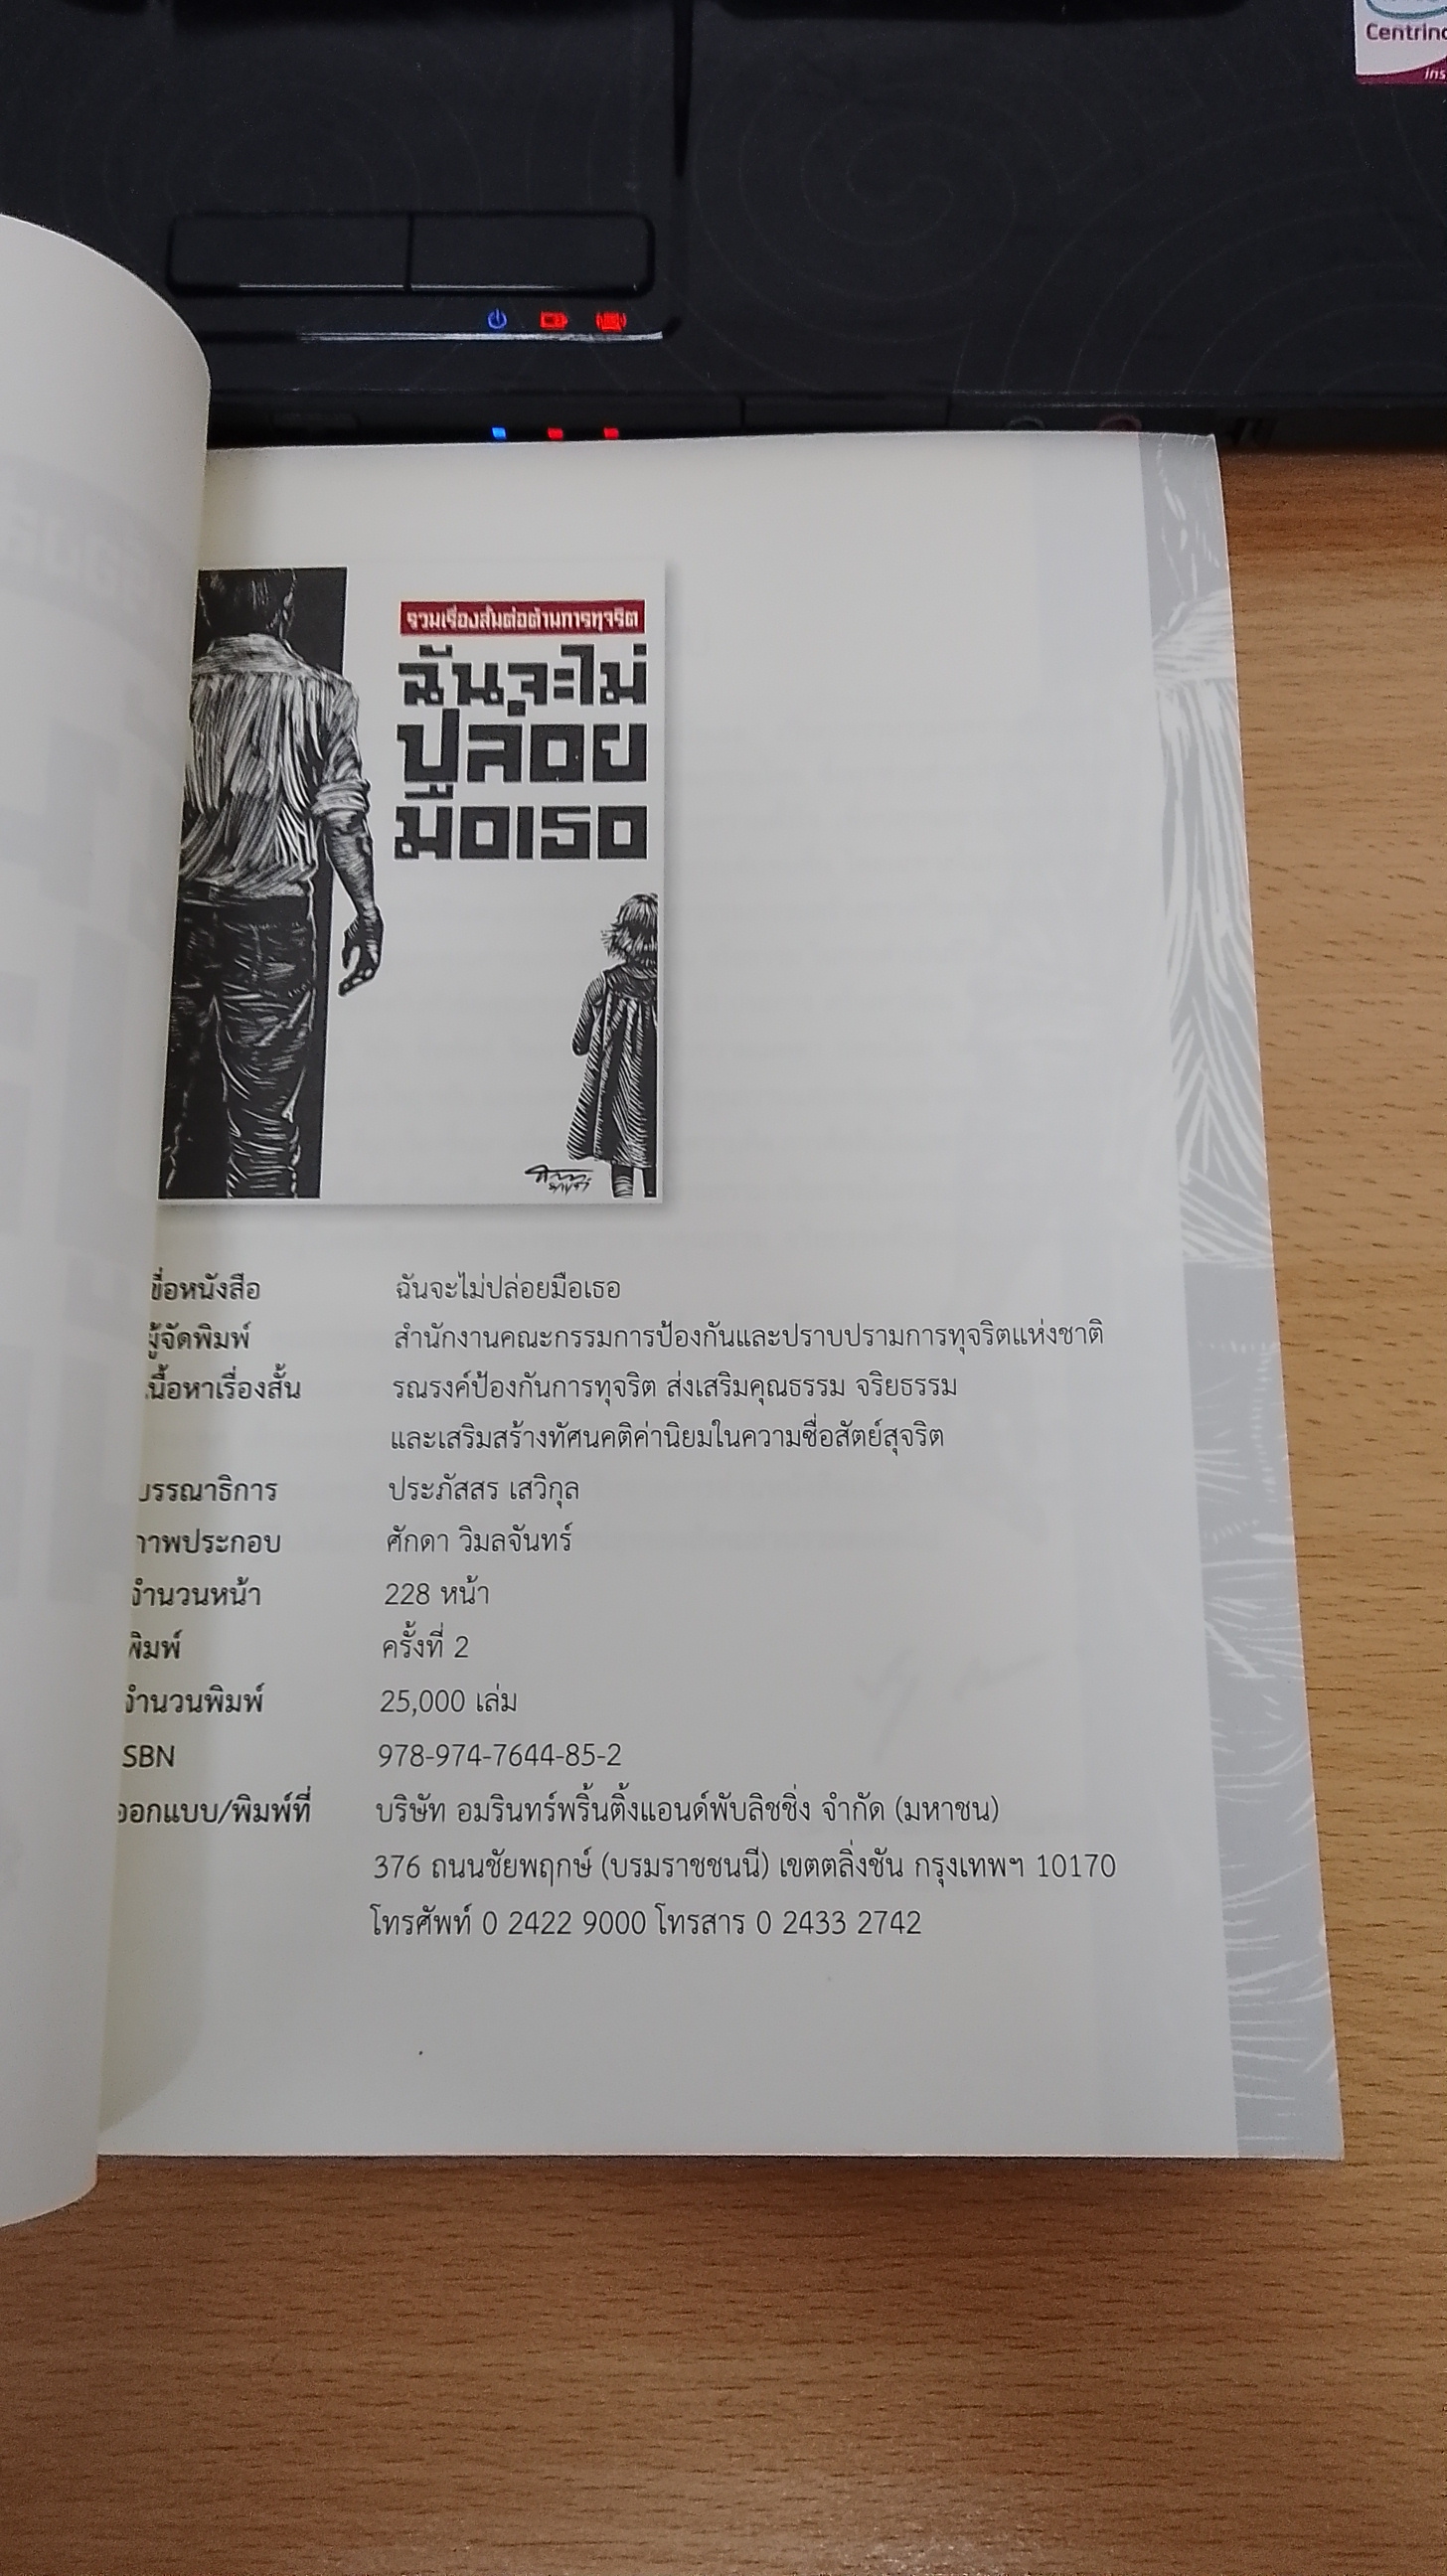 Centrino
ins
รวมเรื่องสั้นต่อต้านการทุจริต
ฉันจะไม่
ปล่อย
มือเธอ
ชื่อหนังสือ ฉันจะไม่ปล่อยมือเธอ
ผู้จัดพิมพ์ สำนักงานคณะกรรมการป้องกันและปราบปรามการทุจริตแห่งชาติ
เนื้อหาเรื่องสั้น รณรงค์ป้องกันการทุจริต ส่งเสริมคุณธรรม จริยธรรม
และเสริมสร้างทัศนคติค่านิยมในความซื่อสัตย์สุจริต
บรรณาธิการ ประภัสสร เสวิกุล
ภาพประกอบ ศักดา วิมลจันทร์
จำนวนหน้า 228 หน้า
พิมพ์ ครั้งที่ 2
จำนวนพิมพ์ 25,000 เล่ม
ISBN 978-974-7644-85-2
ออกแบบ/พิมพ์ที่ บริษัท อมรินทร์พริ้นติ้งแอนด์พับลิชชิ่ง จำกัด (มหาชน)
376 ถนนชัยพฤกษ์ (บรมราชชนนี) เขตตลิ่งชัน กรุงเทพฯ 10170
โทรศัพท์ 0 2422 9000 โทรสาร 0 2433 2742